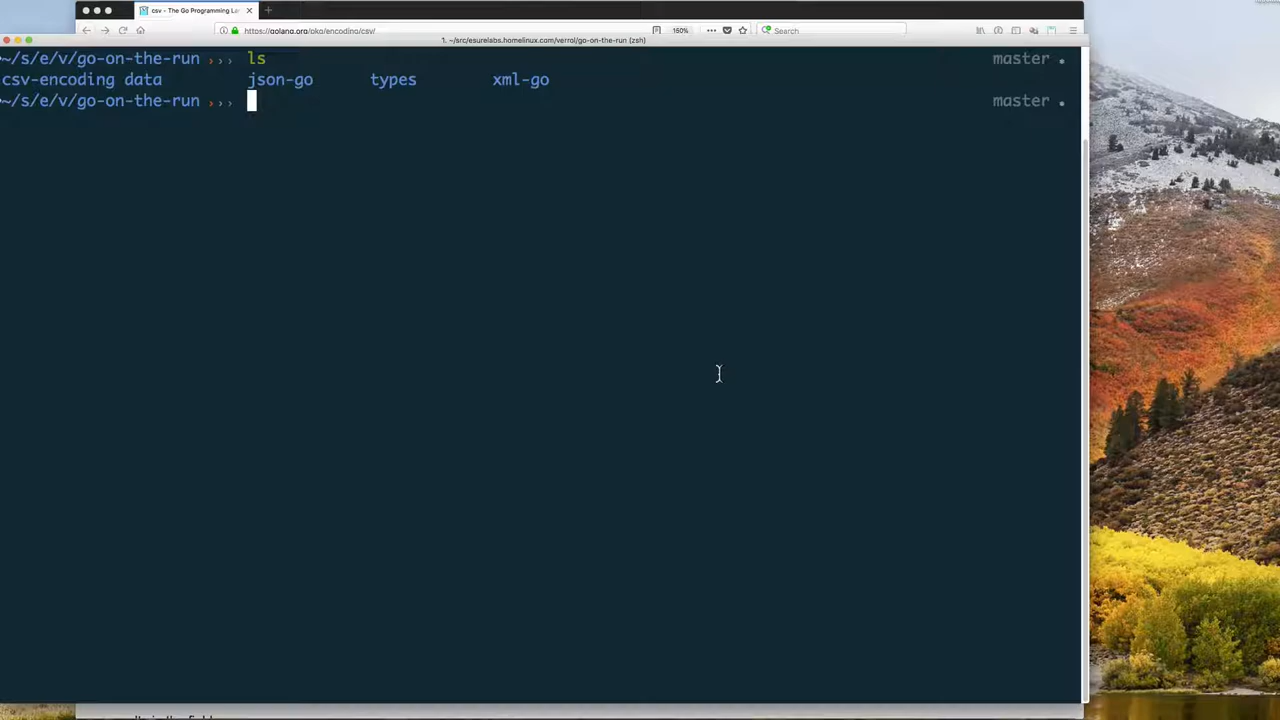 csv - The Go Programming La
https://golang.org/pkg/encoding/csv/
150%
Search
1. ~/src/esurelabs.homelinux.com/verrol/go-on-the-run [zsh]
~/s/e/v/go-on-the-run ››› ls master
csv-encoding data json-go types xml-go
~/s/e/v/go-on-the-run ››› master